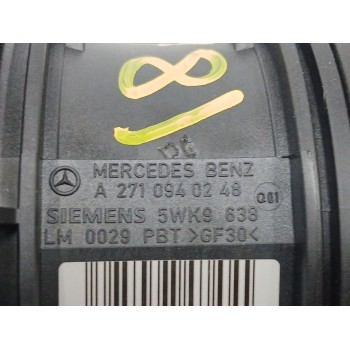 MERCEDES BENZ
A 271 094 02 48
Q01
SIEMENS 5WK9 638
LM 0029 PBT >GF30<